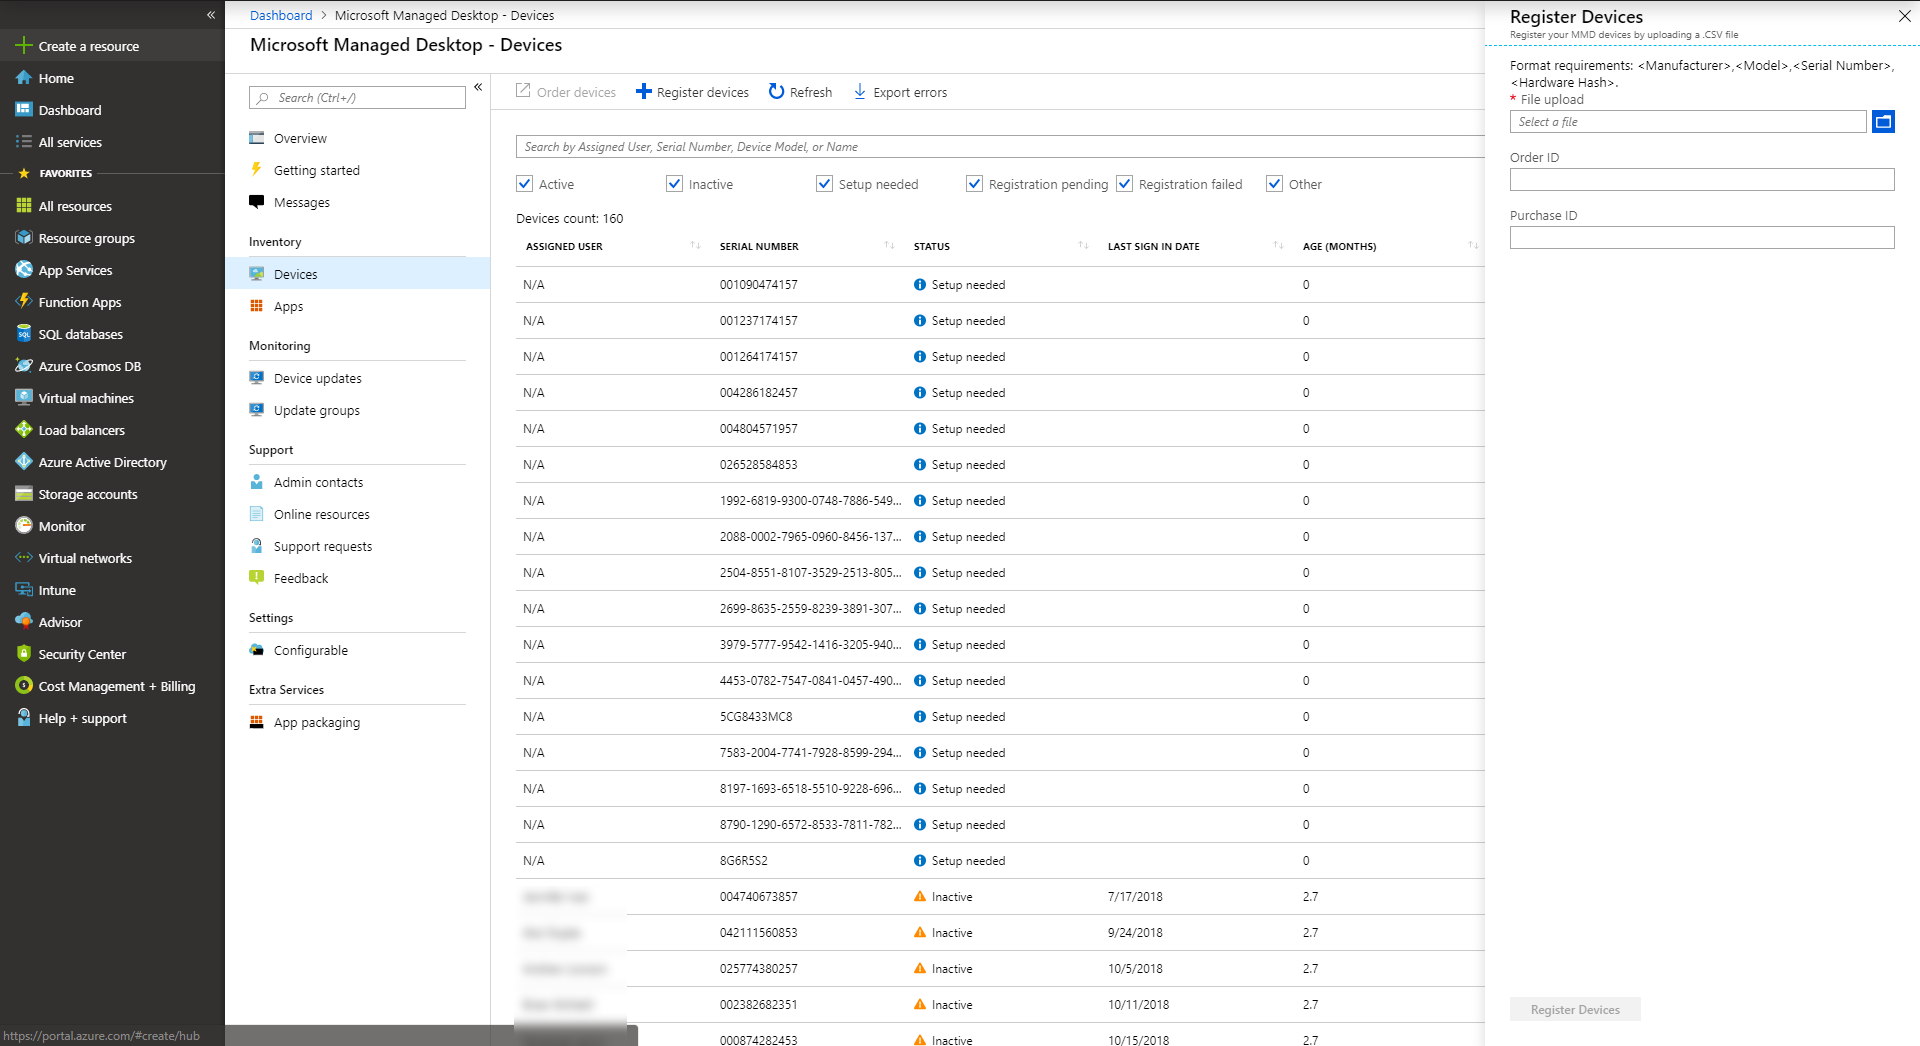 «
Create a resource
Home
Dashboard
All services
FAVORITES
All resources
Resource groups
App Services
Function Apps
SQL databases
Azure Cosmos DB
Virtual machines
Load balancers
Azure Active Directory
Storage accounts
Monitor
Virtual networks
Intune
Advisor
Security Center
Cost Management + Billing
Help + support
https://portal.azure.com/#create/hub
Dashboard > Microsoft Managed Desktop - Devices
Microsoft Managed Desktop - Devices
Search (Ctrl+/)
«
Overview
Getting started
Messages
Inventory
Devices
Apps
Monitoring
Device updates
Update groups
Support
Admin contacts
Online resources
Support requests
Feedback
Settings
Configurable
Extra Services
App packaging
Order devices Register devices Refresh Export errors
Search by Assigned User, Serial Number, Device Model, or Name
Active Inactive Setup needed Registration pending Registration failed Other
Devices count: 160
ASSIGNED USER SERIAL NUMBER STATUS LAST SIGN IN DATE AGE (MONTHS)
N/A 001090474157 Setup needed 0
N/A 001237174157 Setup needed 0
N/A 001264174157 Setup needed 0
N/A 004286182457 Setup needed 0
N/A 004804571957 Setup needed 0
N/A 026528584853 Setup needed 0
N/A 1992-6819-9300-0748-7886-549... Setup needed 0
N/A 2088-0002-7965-0960-8456-137... Setup needed 0
N/A 2504-8551-8107-3529-2513-805... Setup needed 0
N/A 2699-8635-2559-8239-3891-307... Setup needed 0
N/A 3979-5777-9542-1416-3205-940... Setup needed 0
N/A 4453-0782-7547-0841-0457-490... Setup needed 0
N/A 5CG8433MC8 Setup needed 0
N/A 7583-2004-7741-7928-8599-294... Setup needed 0
N/A 8197-1693-6518-5510-9228-696... Setup needed 0
N/A 8790-1290-6572-8533-7811-782... Setup needed 0
N/A 8G6R5S2 Setup needed 0
004740673857 Inactive 7/17/2018 2.7
042111560853 Inactive 9/24/2018 2.7
025774380257 Inactive 10/5/2018 2.7
002382682351 Inactive 10/11/2018 2.7
000874282453 Inactive 10/15/2018 2.7
Register Devices
Register your MMD devices by uploading a .CSV file
Format requirements: <Manufacturer>,<Model>,<Serial Number>,
<Hardware Hash>.
* File upload
Select a file
Order ID
Purchase ID
Register Devices